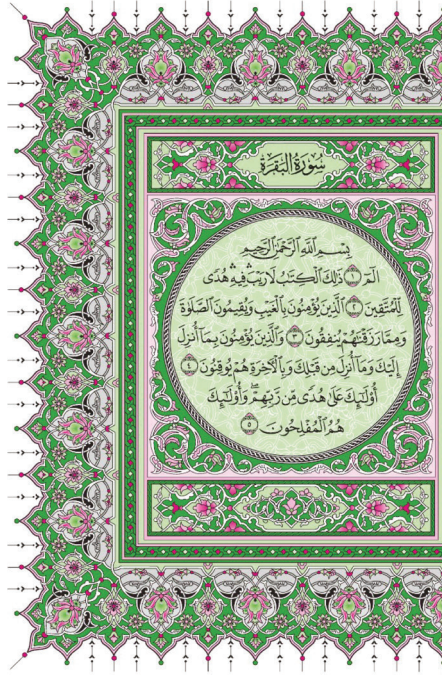 سُورَةُ البَقَرَةِ
بِسْمِ ٱللَّهِ ٱلرَّحْمَٰنِ ٱلرَّحِيمِ
الٓمٓ ١ ذَٰلِكَ ٱلْكِتَٰبُ لَا رَيْبَ ۛ فِيهِ ۛ هُدًى
لِّلْمُتَّقِينَ ٢ ٱلَّذِينَ يُؤْمِنُونَ بِٱلْغَيْبِ وَيُقِيمُونَ ٱلصَّلَوٰةَ
وَمِمَّا رَزَقْنَٰهُمْ يُنفِقُونَ ٣ وَٱلَّذِينَ يُؤْمِنُونَ بِمَآ أُنزِلَ
إِلَيْكَ وَمَآ أُنزِلَ مِن قَبْلِكَ وَبِٱلْءَاخِرَةِ هُمْ يُوقِنُونَ ٤
أُو۟لَٰٓئِكَ عَلَىٰ هُدًى مِّن رَّبِّهِمْ ۖ وَأُو۟لَٰٓئِكَ
هُمُ ٱلْمُفْلِحُونَ ٥